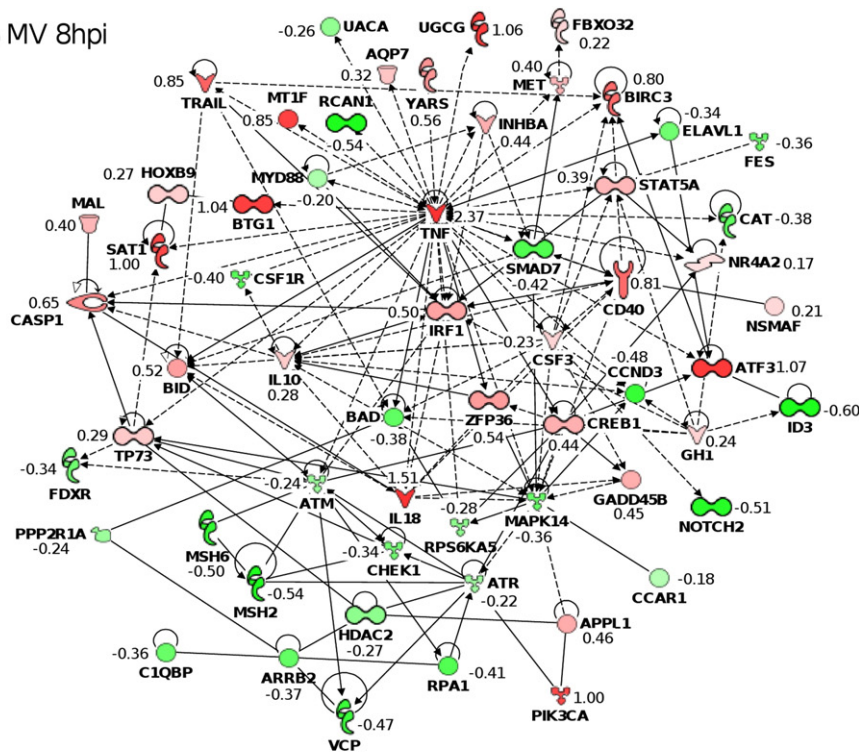 MV 8hpi
-0.26
UACA
UGCG
1.06
FBXO32
0.22
AQP7
0.32
YARS
0.56
0.40
MET
0.80
BIRC3
0.85
TRAIL
MT1F
0.85
RCAN1
-0.54
INHBA
0.44
-0.34
ELAVL1
FES
-0.36
MYD88
-0.20
0.27
HOXB9
0.39
STAT5A
MAL
0.40
1.04
BTG1
2.37
TNF
CAT
-0.38
SAT1
1.00
-0.40
CSF1R
SMAD7
-0.42
NR4A2
0.17
0.65
CASP1
0.50
IRF1
0.81
CD40
0.21
NSMAF
0.52
BID
IL10
0.28
0.23
CSF3
-0.48
CCND3
ATF3
1.07
BAD
-0.38
ZFP36
0.54
CREB1
0.44
ID3
-0.60
0.29
TP73
GH1
0.24
-0.34
FDXR
-0.24
ATM
1.51
IL18
-0.28
RPS6KA5
MAPK14
-0.36
GADD45B
0.45
NOTCH2
-0.51
PPP2R1A
-0.24
MSH6
-0.50
-0.34
CHEK1
MSH2
-0.54
ATR
-0.22
CCAR1
-0.18
HDAC2
-0.27
APPL1
0.46
-0.36
C1QBP
ARRB2
-0.37
RPA1
-0.41
PIK3CA
1.00
VCP
-0.47